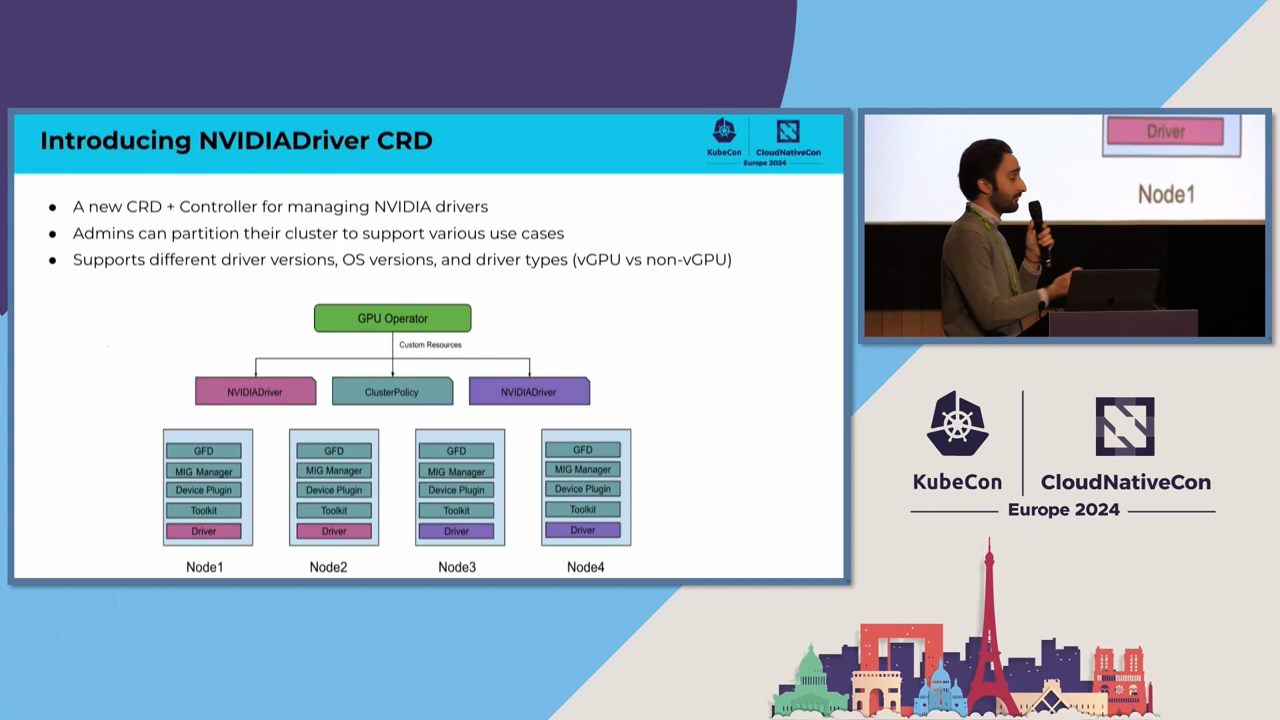 Introducing NVIDIADriver CRD
KubeCon
CloudNativeCon
Europe 2024
● A new CRD + Controller for managing NVIDIA drivers
● Admins can partition their cluster to support various use cases
● Supports different driver versions, OS versions, and driver types (vGPU vs non-vGPU)
GPU Operator
Custom Resources
NVIDIADriver
ClusterPolicy
NVIDIADriver
GFD
MIG Manager
Device Plugin
Toolkit
Driver
Node1
GFD
MIG Manager
Device Plugin
Toolkit
Driver
Node2
GFD
MIG Manager
Device Plugin
Toolkit
Driver
Node3
GFD
MIG Manager
Device Plugin
Toolkit
Driver
Node4
Driver
Node1
KubeCon
CloudNativeCon
Europe 2024